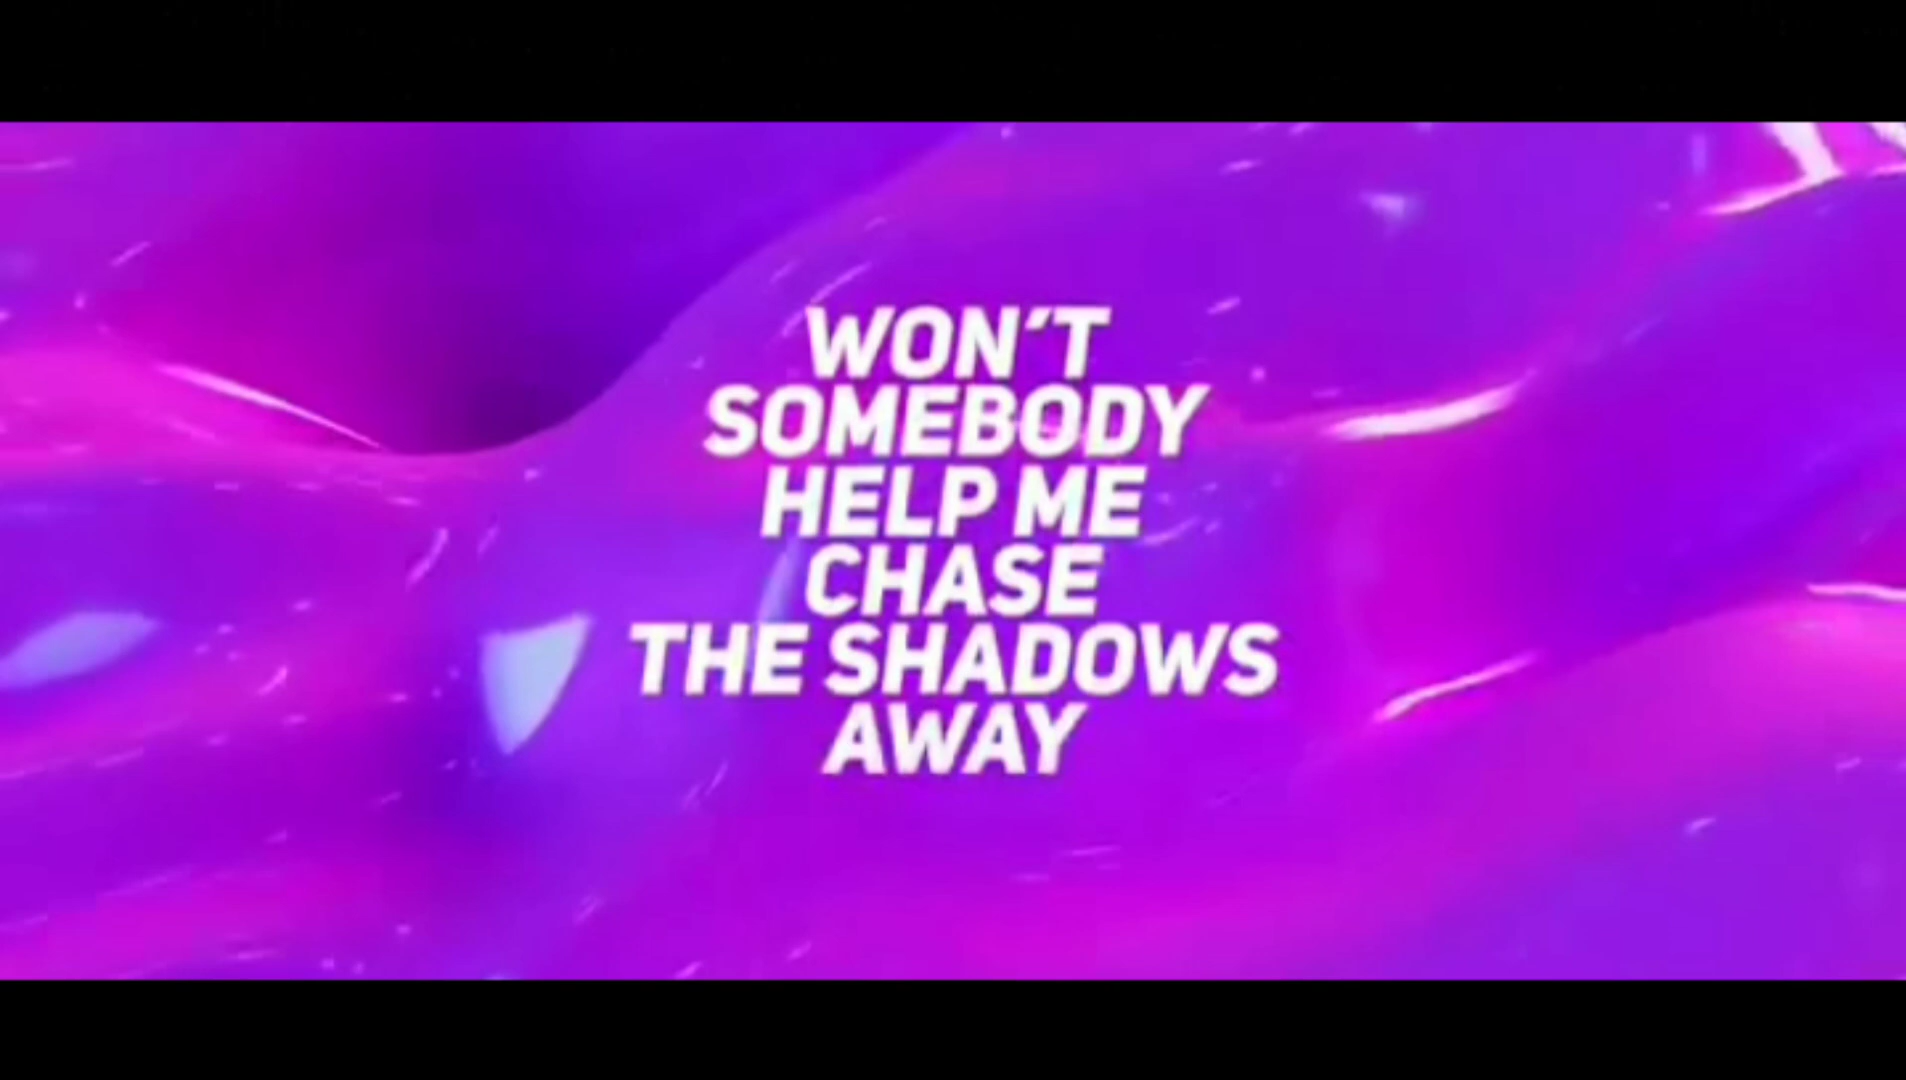 WON'T
SOMEBODY
HELP ME
CHASE
THE SHADOWS
AWAY